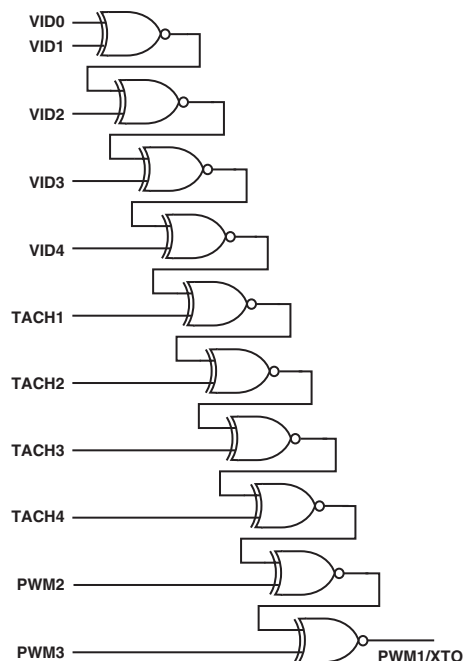 VID0
VID1
VID2
VID3
VID4
TACH1
TACH2
TACH3
TACH4
PWM2
PWM3
PWM1/XTO